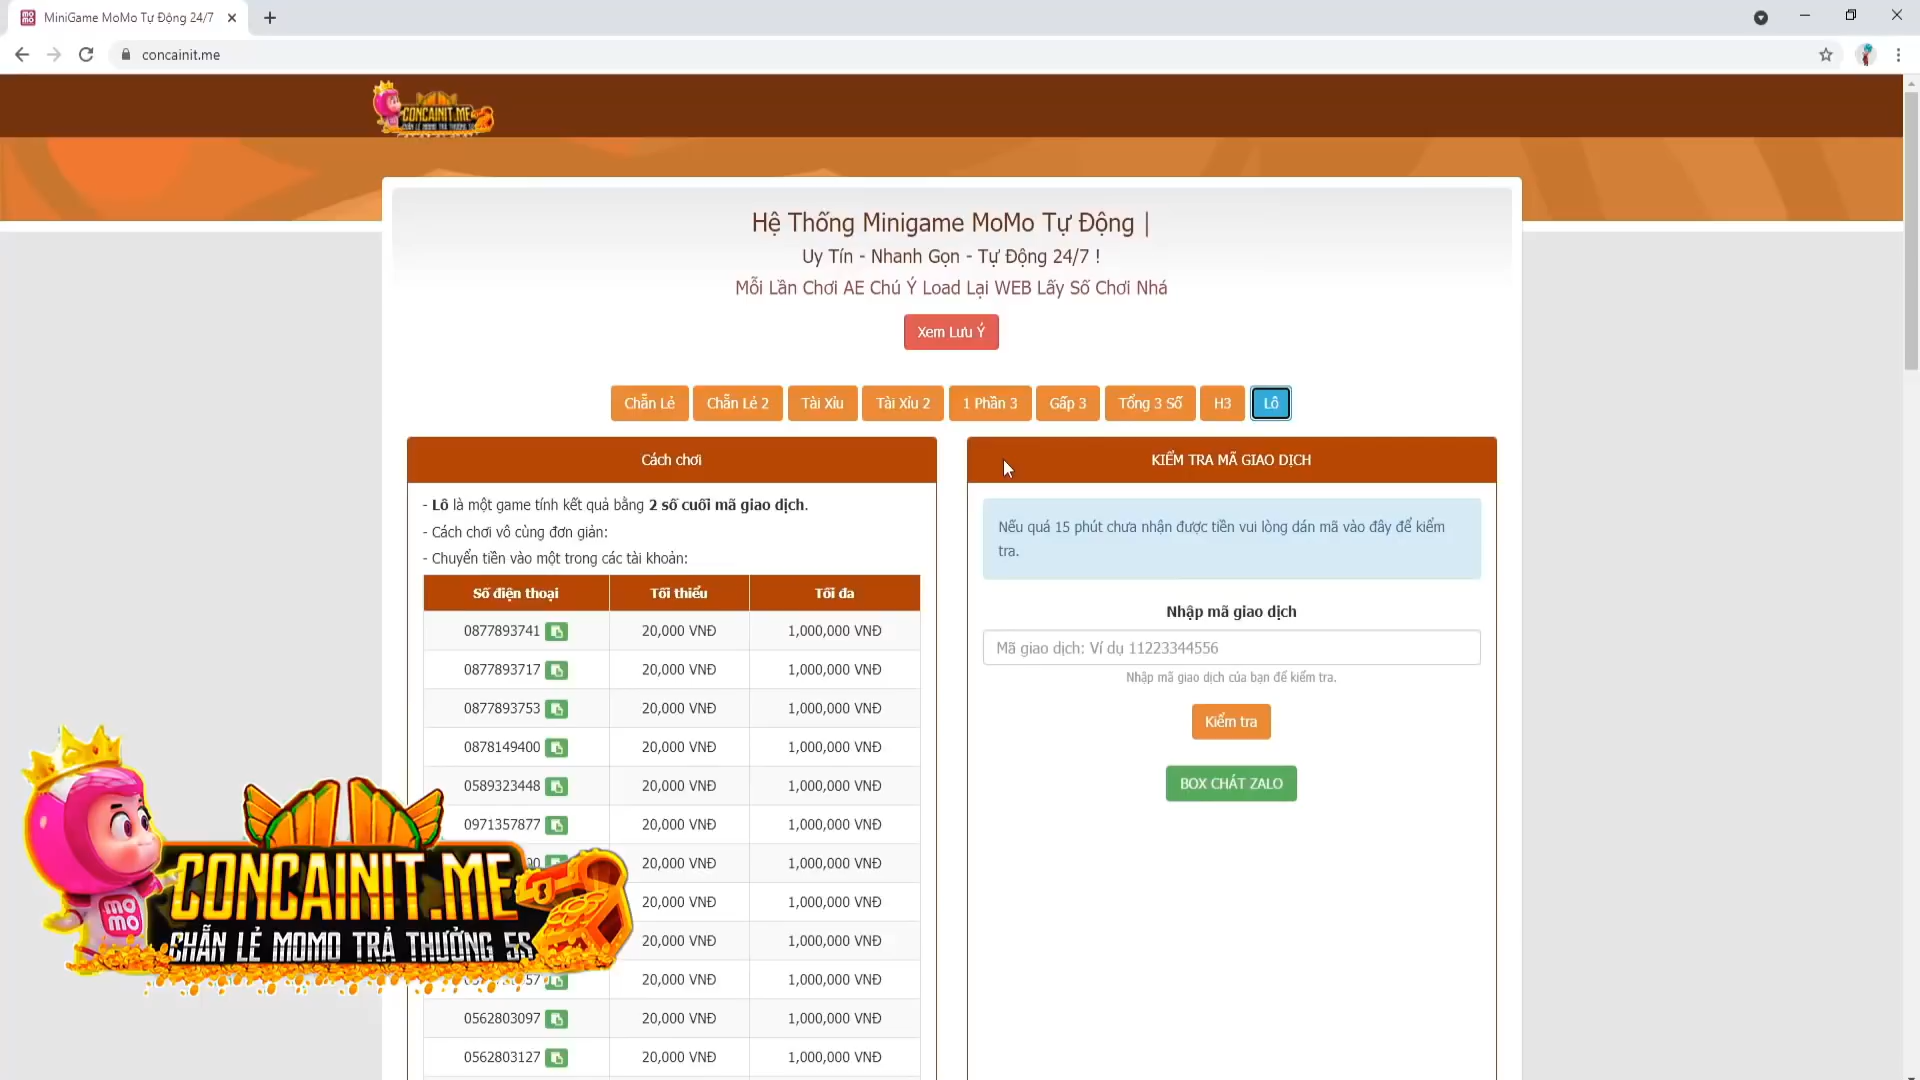 MiniGame MoMo Tự Động 24/7
concainit.me
CONCAINIT.ME
CHẴN LẺ MOMO TRẢ THƯỞNG 5S
Hệ Thống Minigame MoMo Tự Động |
Uy Tín - Nhanh Gọn - Tự Động 24/7 !
Mỗi Lần Chơi AE Chú Ý Load Lại WEB Lấy Số Chơi Nhá
Xem Lưu Ý
Chẵn Lẻ Chẵn Lẻ 2 Tài Xỉu Tài Xỉu 2 1 Phần 3 Gấp 3 Tổng 3 Số H3 Lô
Cách chơi
- Lô là một game tính kết quả bằng 2 số cuối mã giao dịch.
- Cách chơi vô cùng đơn giản:
- Chuyển tiền vào một trong các tài khoản:
Số điện thoại Tối thiểu Tối đa
0877893741 20,000 VNĐ 1,000,000 VNĐ
0877893717 20,000 VNĐ 1,000,000 VNĐ
0877893753 20,000 VNĐ 1,000,000 VNĐ
0878149400 20,000 VNĐ 1,000,000 VNĐ
0589323448 20,000 VNĐ 1,000,000 VNĐ
0971357877 20,000 VNĐ 1,000,000 VNĐ
20,000 VNĐ 1,000,000 VNĐ
20,000 VNĐ 1,000,000 VNĐ
20,000 VNĐ 1,000,000 VNĐ
20,000 VNĐ 1,000,000 VNĐ
0562803097 20,000 VNĐ 1,000,000 VNĐ
0562803127 20,000 VNĐ 1,000,000 VNĐ
KIỂM TRA MÃ GIAO DỊCH
Nếu quá 15 phút chưa nhận được tiền vui lòng dán mã vào đây để kiểm
tra.
Nhập mã giao dịch
Mã giao dịch: Ví dụ 11223344556
Nhập mã giao dịch của bạn để kiểm tra.
Kiểm tra
BOX CHÁT ZALO
mo
mo
CONCAINIT.ME
CHẴN LẺ MOMO TRẢ THƯỞNG 5S